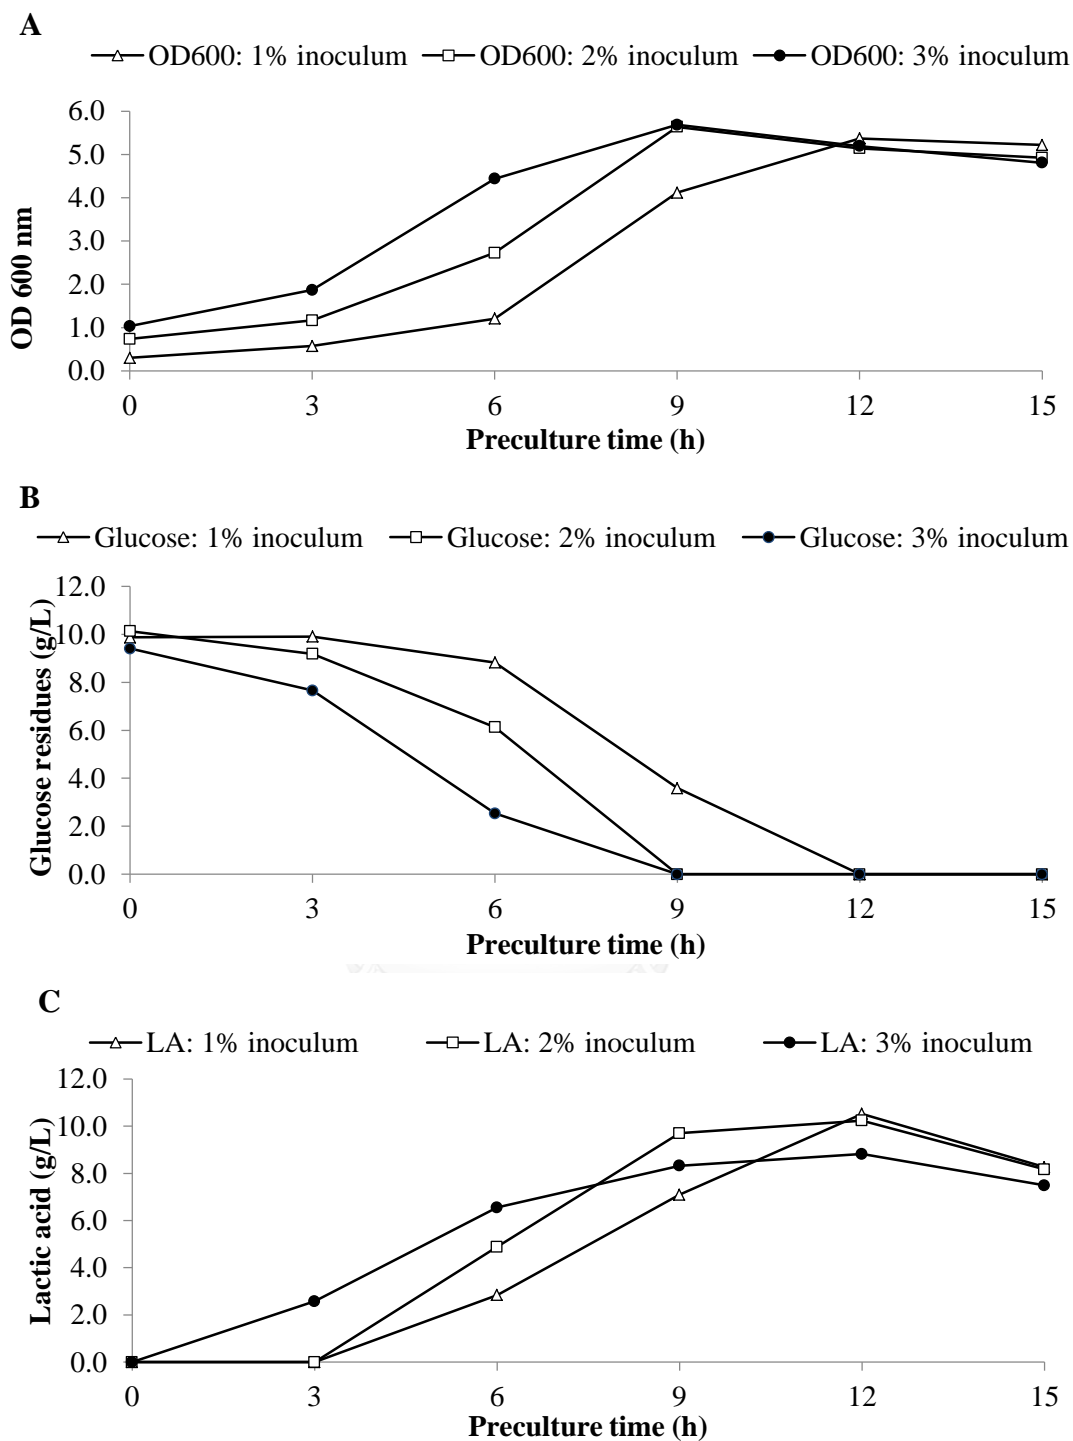 A
OD600: 1% inoculum OD600: 2% inoculum OD600: 3% inoculum
6.0
5.0
4.0
3.0
2.0
1.0
0.0
OD 600 nm
0 3 6 9 12 15
Preculture time (h)
B
Glucose: 1% inoculum Glucose: 2% inoculum Glucose: 3% inoculum
12.0
10.0
8.0
6.0
4.0
2.0
0.0
Glucose residues (g/L)
0 3 6 9 12 15
Preculture time (h)
C
LA: 1% inoculum LA: 2% inoculum LA: 3% inoculum
12.0
10.0
8.0
6.0
4.0
2.0
0.0
Lactic acid (g/L)
0 3 6 9 12 15
Preculture time (h)